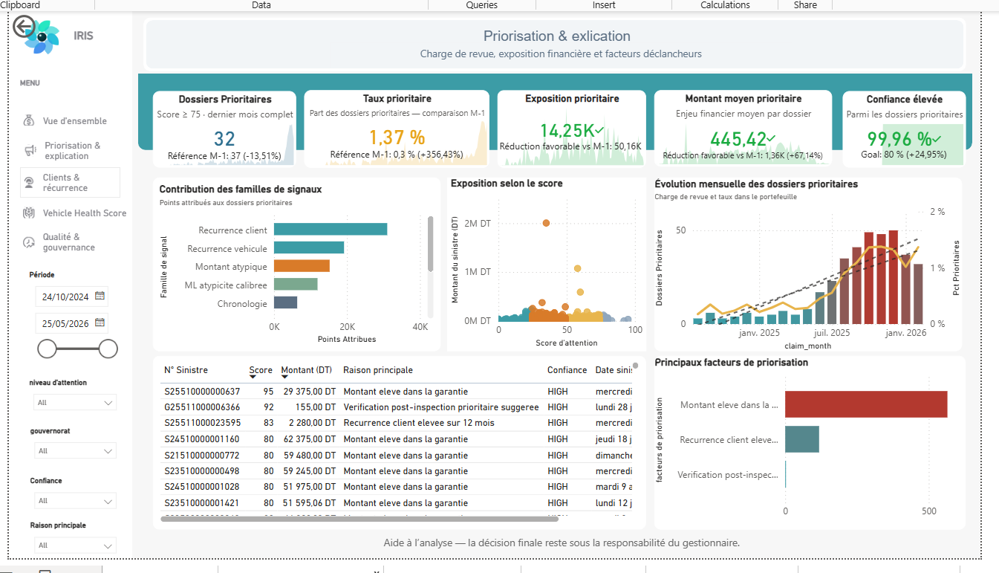 Clipboard
Data
Queries
Insert
Calculations
Share
IRIS
MENU
Vue d'ensemble
Priorisation &
explication
Clients &
récurrence
Vehicle Health Score
Qualité &
gouvernance
Période
24/10/2024
25/05/2026
niveau d'attention
All
gouvernorat
All
Confiance
All
Raison principale
All
Priorisation & exlication
Charge de revue, exposition financière et facteurs déclancheurs
Dossiers Prioritaires
Score ≥ 75 · dernier mois complet
32
Référence M-1: 37 (-13,51%)
Taux prioritaire
Part des dossiers prioritaires — comparaison M-1
1,37 %
Référence M-1: 0,3 % (+356,43%)
Exposition prioritaire
14,25K
Réduction favorable vs M-1: 50,16K
Montant moyen prioritaire
Enjeu financier moyen par dossier
445,42
Réduction favorable vs M-1: 1,36K (+67,14%)
Confiance élevée
Parmi les dossiers prioritaires
99,96 %
Goal: 80 % (+24,95%)
Contribution des familles de signaux
Points attribués aux dossiers prioritaires
Famille de signal
Recurrence client
Recurrence vehicule
Montant atypique
ML atypicite calibree
Chronologie
0K 20K 40K
Points Attribues
Exposition selon le score
Montant du sinistre (DT)
2M DT
1M DT
0M DT
0 50 100
Score d'attention
Évolution mensuelle des dossiers prioritaires
Charge de revue et taux dans le portefeuille
Dossiers Prioritaires
50
0
2 %
1 %
0 %
Pct Prioritaires
janv. 2025 juil. 2025 janv. 2026
claim_month
N° Sinistre Score Montant (DT) Raison principale Confiance Date sinis
S25510000000637 95 29 375,00 DT Montant eleve dans la garantie HIGH mercredi
G25511000006366 92 155,00 DT Verification post-inspection prioritaire suggeree HIGH lundi 28 j
S25511000023595 83 2 280,00 DT Recurrence client elevee sur 12 mois HIGH mercredi
S24510000001160 80 62 375,00 DT Montant eleve dans la garantie HIGH jeudi 18 j
S21510000000772 80 59 480,00 DT Montant eleve dans la garantie HIGH dimanche
S23510000000498 80 59 245,00 DT Montant eleve dans la garantie HIGH mercredi
S24510000001028 80 51 975,00 DT Montant eleve dans la garantie HIGH mardi 9 a
S23510000001421 80 51 595,06 DT Montant eleve dans la garantie HIGH lundi 12 j
Principaux facteurs de priorisation
facteurs de priorisation
Montant eleve dans la ...
Recurrence client eleve...
Verification post-inspec...
0 500
Aide à l'analyse — la décision finale reste sous la responsabilité du gestionnaire.